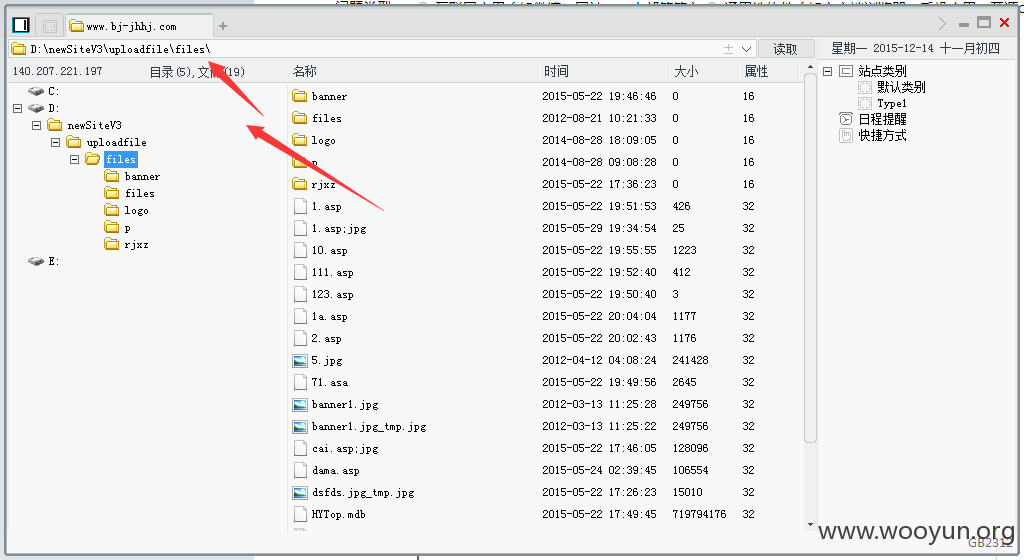 www.bj-jhhj.com
D:\newSiteV3\uploadfile\files\
读取
星期一 2015-12-14 十一月初四
140.207.221.197
目录(5),文件(19)
名称 时间 大小 属性
C:
D:
newSiteV3
uploadfile
files
banner
files
logo
p
rjxz
E:
banner 2015-05-22 19:46:46 0 16
files 2012-08-21 10:21:33 0 16
logo 2014-08-28 18:09:05 0 16
p 2014-08-28 09:08:28 0 16
rjxz 2015-05-22 17:36:23 0 16
1.asp 2015-05-22 19:51:53 426 32
1.asp;jpg 2015-05-29 19:34:54 25 32
10.asp 2015-05-22 19:55:55 1223 32
111.asp 2015-05-22 19:52:40 412 32
123.asp 2015-05-22 19:50:40 3 32
1a.asp 2015-05-22 20:04:04 1177 32
2.asp 2015-05-22 20:02:43 1176 32
5.jpg 2012-04-12 04:08:24 241428 32
71.asa 2015-05-22 19:49:56 2645 32
banner1.jpg 2012-03-13 11:25:28 249756 32
banner1.jpg_tmp.jpg 2012-03-13 11:25:22 249756 32
cai.asp;jpg 2015-05-22 17:46:05 128096 32
dama.asp 2015-05-24 02:39:45 106554 32
dsfds.jpg_tmp.jpg 2015-05-22 17:26:23 15010 32
HYTop.mdb 2015-05-22 17:49:45 719794176 32
站点类别
默认类别
Type1
日程提醒
快捷方式
www.wooyun.org
GB2312